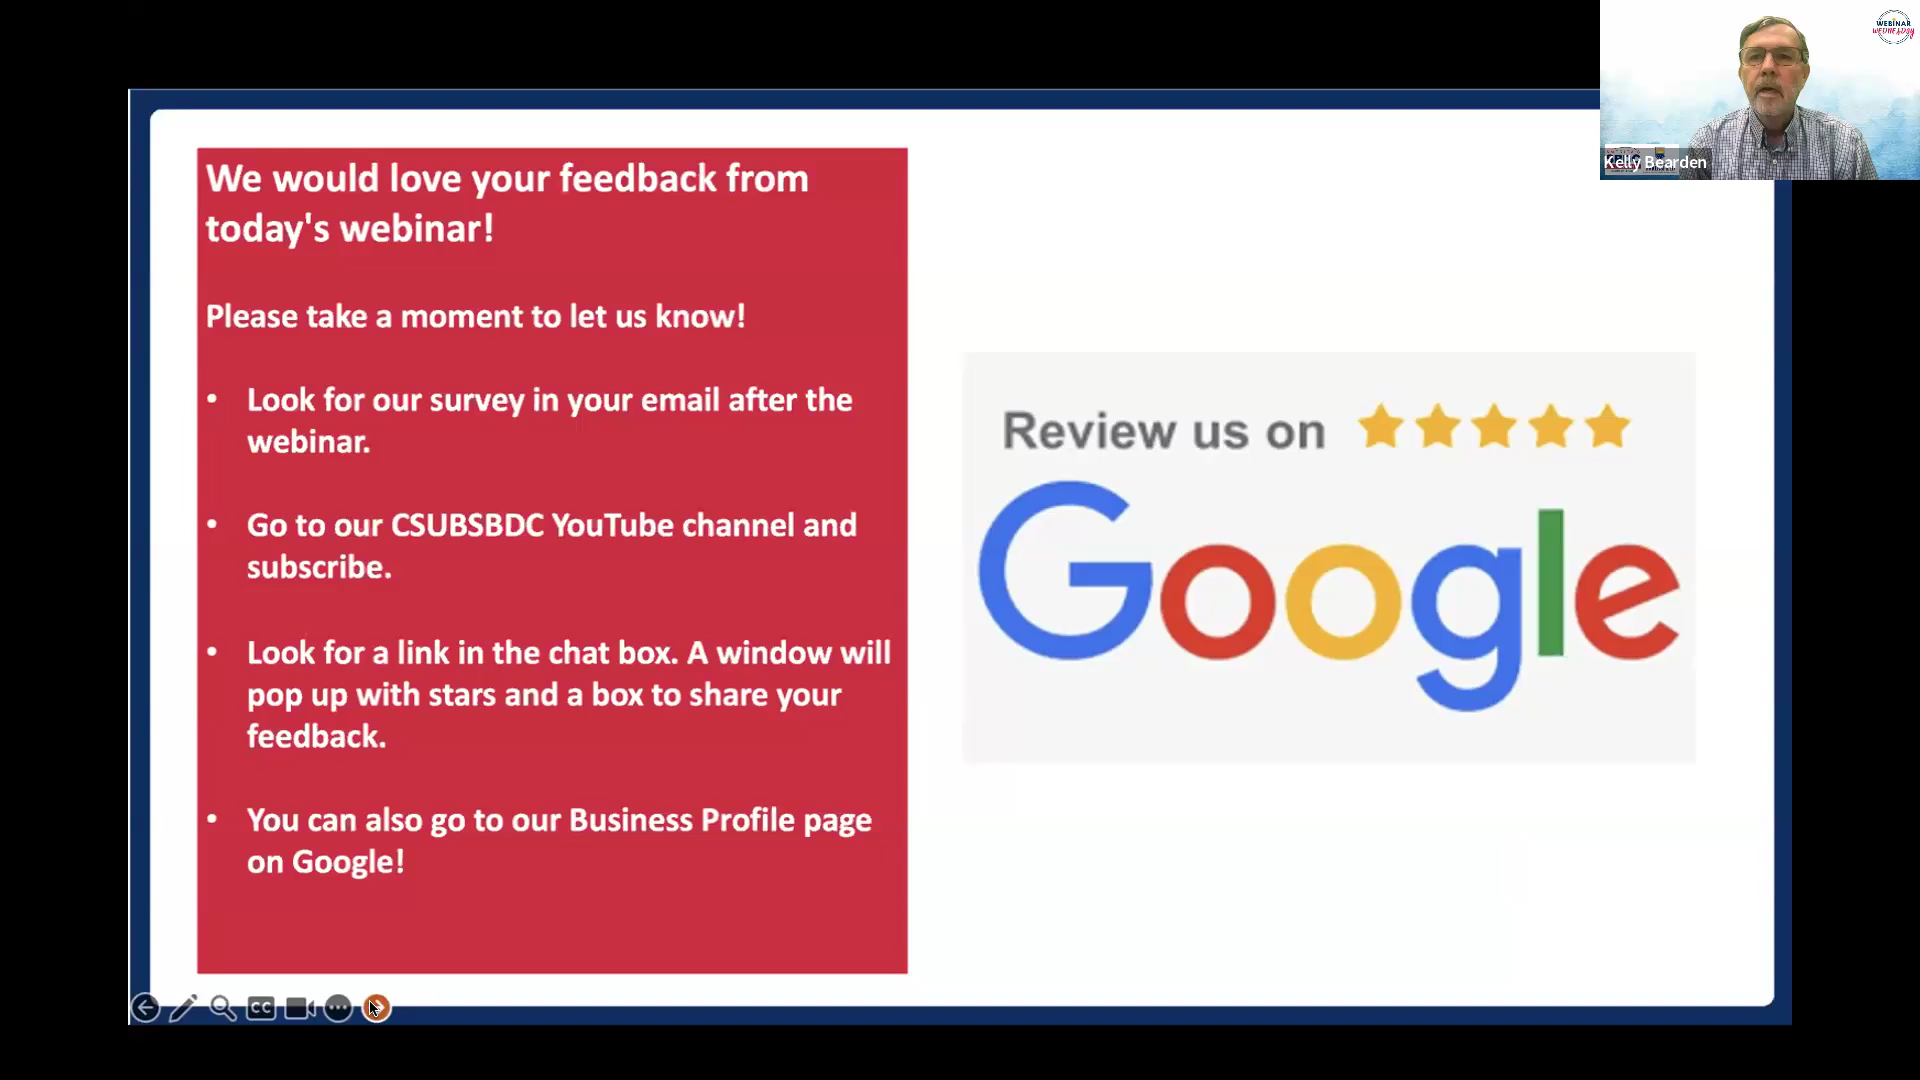 We would love your feedback from
today's webinar!
Please take a moment to let us know!
• Look for our survey in your email after the
webinar.
• Go to our CSUBSBDC YouTube channel and
subscribe.
• Look for a link in the chat box. A window will
pop up with stars and a box to share your
feedback.
• You can also go to our Business Profile page
on Google!
Review us on
Google
WEBINAR
WEDNESDAY
Kelly Bearden
CC